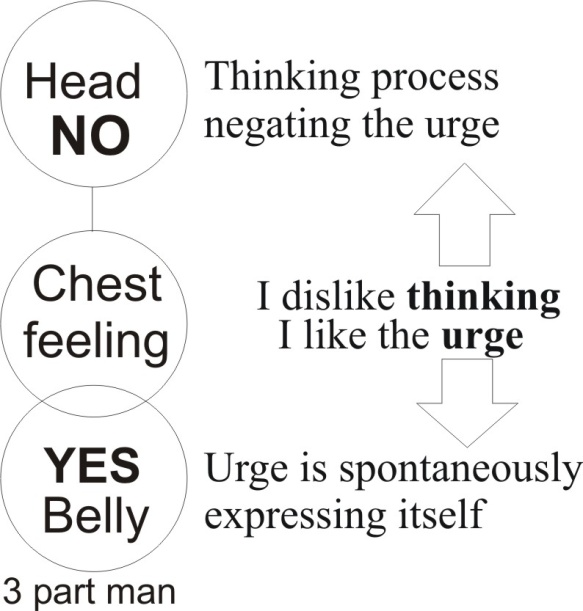 Head
NO
Thinking process
negating the urge
Chest
feeling
I dislike thinking
I like the urge
YES
Belly
Urge is spontaneously
expressing itself
3 part man